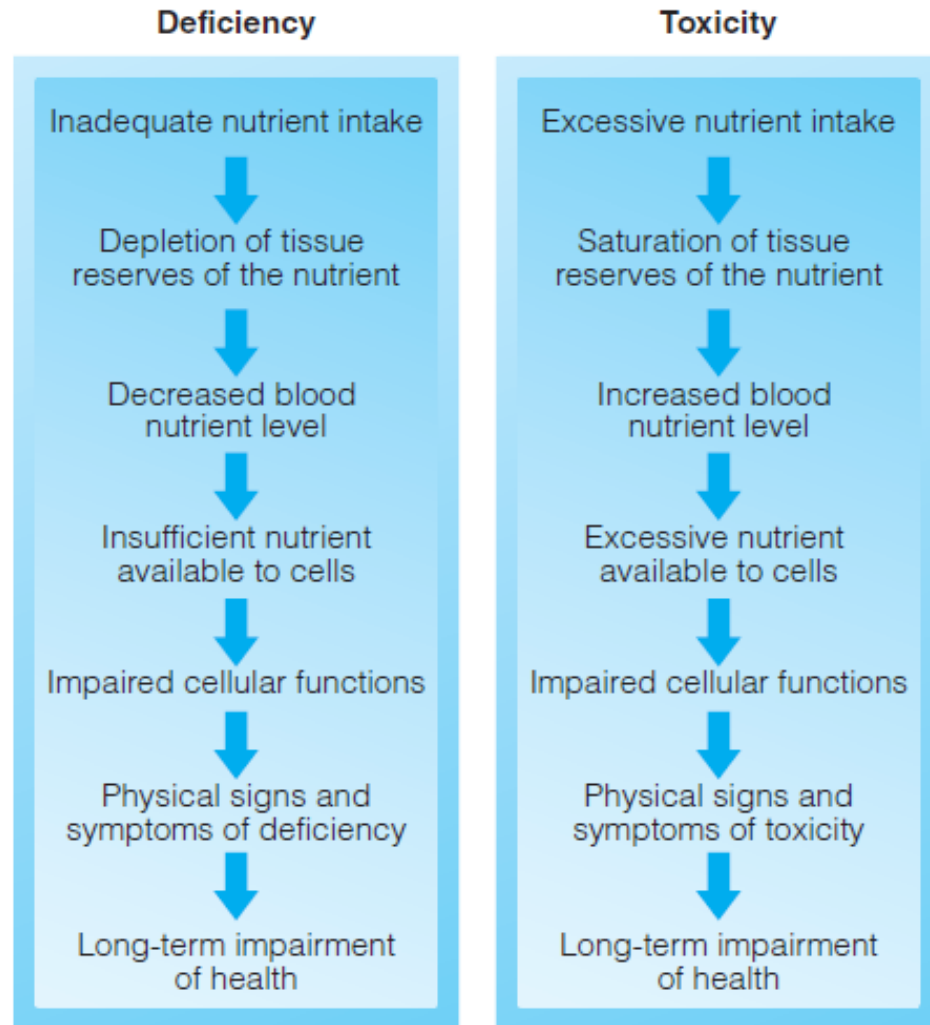 Deficiency
Inadequate nutrient intake
Depletion of tissue
reserves of the nutrient
Decreased blood
nutrient level
Insufficient nutrient
available to cells
Impaired cellular functions
Physical signs and
symptoms of deficiency
Long-term impairment
of health
Toxicity
Excessive nutrient intake
Saturation of tissue
reserves of the nutrient
Increased blood
nutrient level
Excessive nutrient
available to cells
Impaired cellular functions
Physical signs and
symptoms of toxicity
Long-term impairment
of health